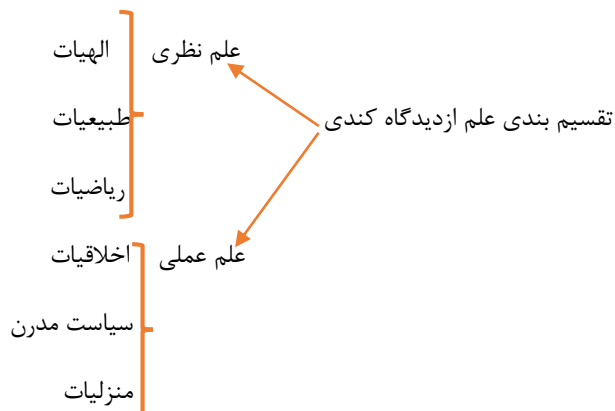 علم نظری الهیات
طبیعیات
تقسیم بندی علم ازدیدگاه کندی
ریاضیات
علم عملی اخلاقیات
سیاست مدرن
منزلیات